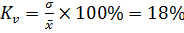 K_v = σ/x̄ × 100% = 18%